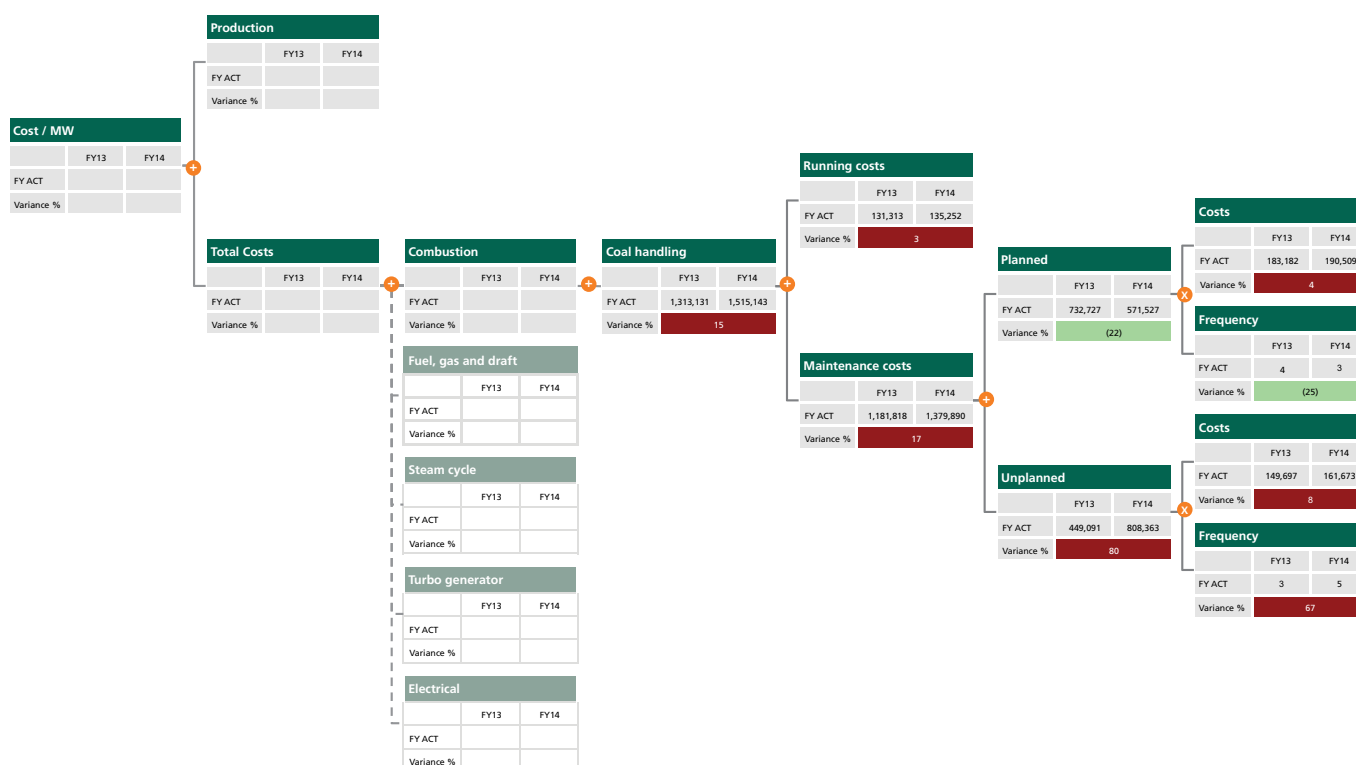 Production
FY13 FY14
FY ACT
Variance %
Cost / MW
FY13 FY14
FY ACT
Variance %
+
Total Costs
FY13 FY14
FY ACT
Variance %
+
Combustion
FY13 FY14
FY ACT
Variance %
+
Fuel, gas and draft
FY13 FY14
FY ACT
Variance %
Steam cycle
FY13 FY14
FY ACT
Variance %
Turbo generator
FY13 FY14
FY ACT
Variance %
Electrical
FY13 FY14
FY ACT
Variance %
Coal handling
FY13 FY14
FY ACT 1,313,131 1,515,143
Variance % 15
+
Running costs
FY13 FY14
FY ACT 131,313 135,252
Variance % 3
Maintenance costs
FY13 FY14
FY ACT 1,181,818 1,379,890
Variance % 17
+
Planned
FY13 FY14
FY ACT 732,727 571,527
Variance % (22)
X
Unplanned
FY13 FY14
FY ACT 449,091 808,363
Variance % 80
X
Costs
FY13 FY14
FY ACT 183,182 190,509
Variance % 4
Frequency
FY13 FY14
FY ACT 4 3
Variance % (25)
Costs
FY13 FY14
FY ACT 149,697 161,673
Variance % 8
Frequency
FY13 FY14
FY ACT 3 5
Variance % 67